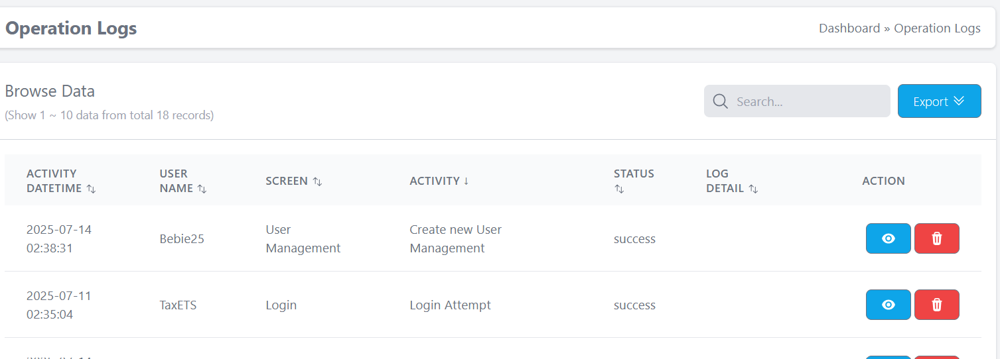 Operation Logs
Dashboard » Operation Logs
Browse Data
(Show 1 ~ 10 data from total 18 records)
Search...
Export
ACTIVITY
DATETIME
USER
NAME
SCREEN
ACTIVITY
STATUS
LOG
DETAIL
ACTION
2025-07-14
02:38:31
Bebie25
User
Management
Create new User
Management
success
2025-07-11
02:35:04
TaxETS
Login
Login Attempt
success